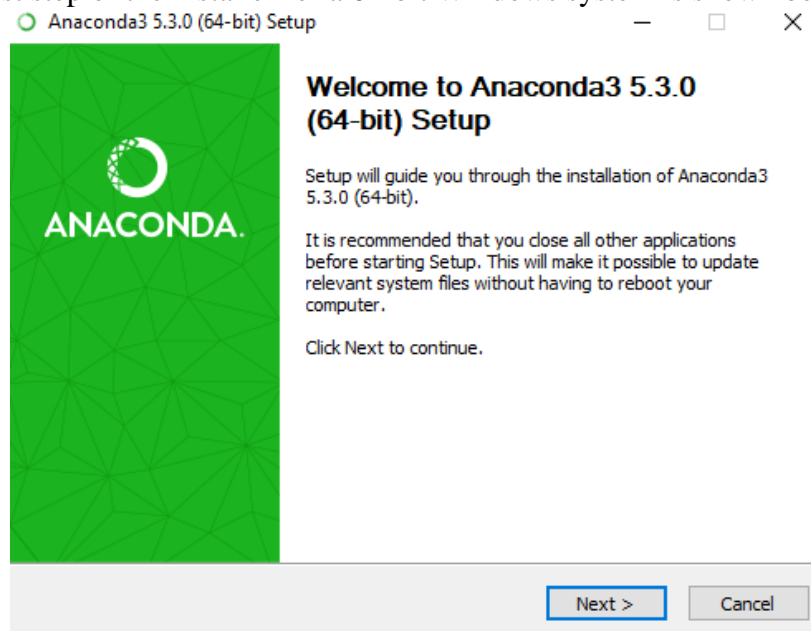 Anaconda3 5.3.0 (64-bit) Setup
Welcome to Anaconda3 5.3.0
(64-bit) Setup
Setup will guide you through the installation of Anaconda3
5.3.0 (64-bit).
ANACONDA.
It is recommended that you close all other applications
before starting Setup. This will make it possible to update
relevant system files without having to reboot your
computer.
Click Next to continue.
Next >
Cancel